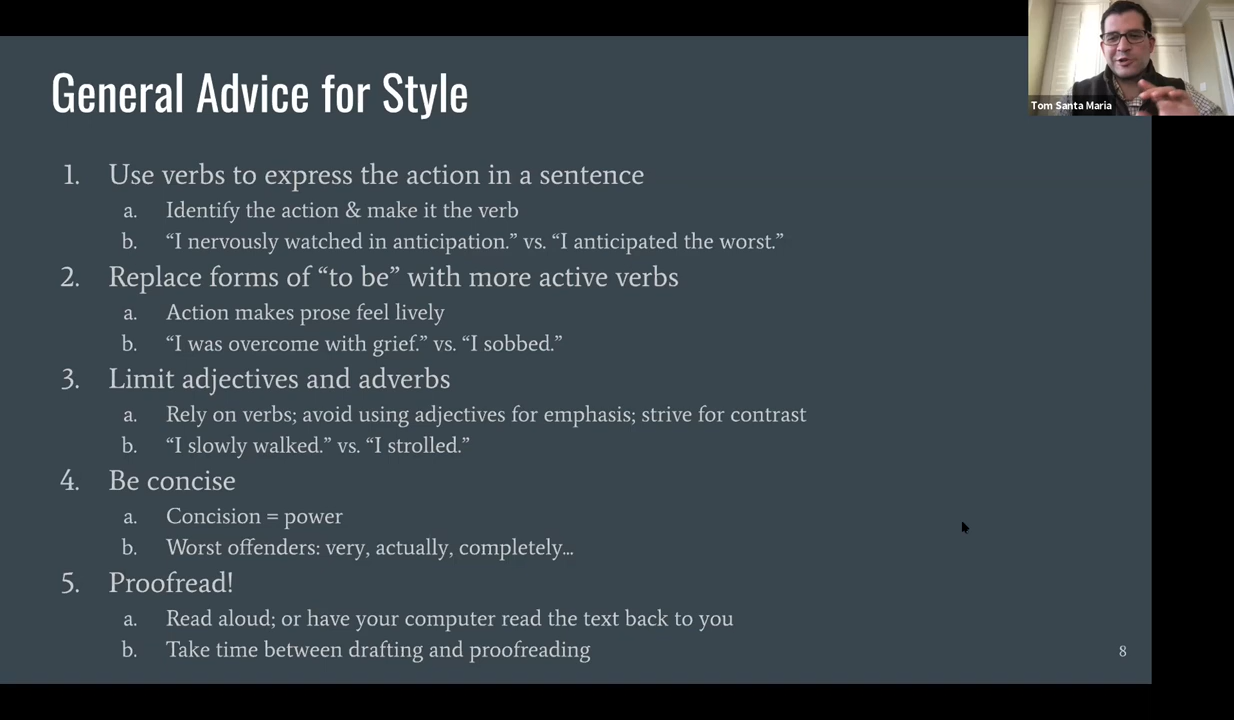 General Advice for Style
Tom Santa Maria
1. Use verbs to express the action in a sentence
a. Identify the action & make it the verb
b. “I nervously watched in anticipation.” vs. “I anticipated the worst.”
2. Replace forms of “to be” with more active verbs
a. Action makes prose feel lively
b. “I was overcome with grief.” vs. “I sobbed.”
3. Limit adjectives and adverbs
a. Rely on verbs; avoid using adjectives for emphasis; strive for contrast
b. “I slowly walked.” vs. “I strolled.”
4. Be concise
a. Concision = power
b. Worst offenders: very, actually, completely...
5. Proofread!
a. Read aloud; or have your computer read the text back to you
b. Take time between drafting and proofreading
8